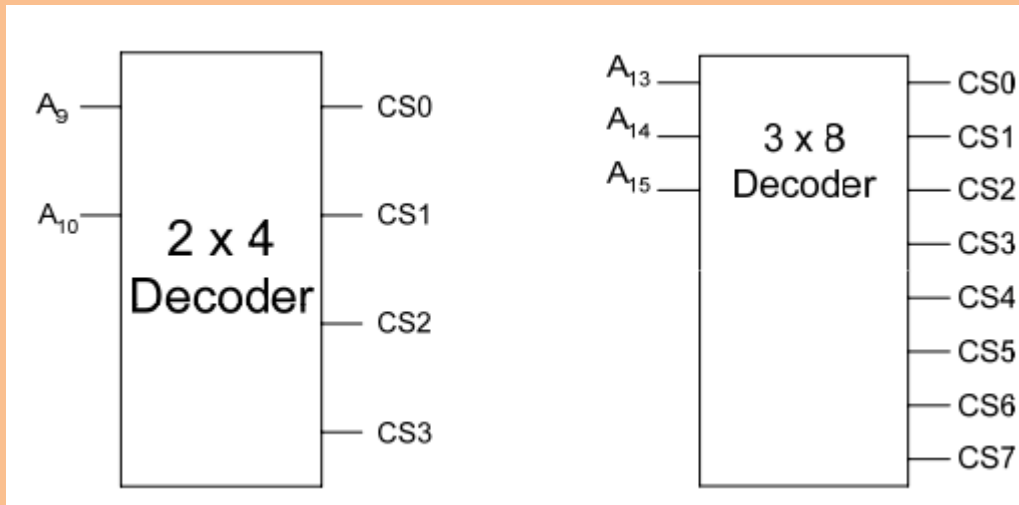 A₉
A₁₀
2 x 4
Decoder
CS0
CS1
CS2
CS3
A₁₃
A₁₄
A₁₅
3 x 8
Decoder
CS0
CS1
CS2
CS3
CS4
CS5
CS6
CS7